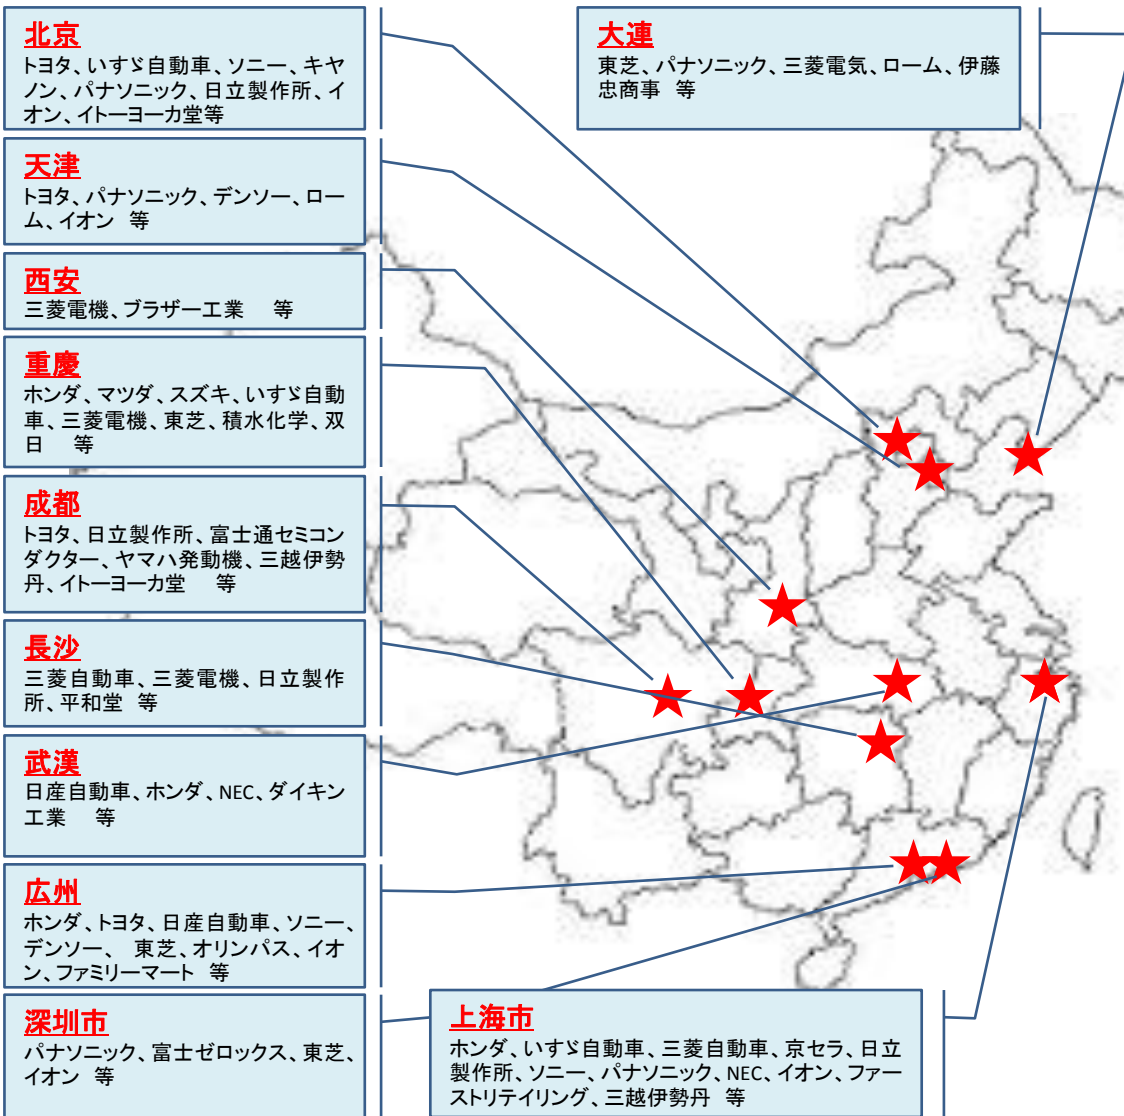 北京
トヨタ、いすゞ自動車、ソニー、キヤ
ノン、パナソニック、日立製作所、イ
オン、イトーヨーカ堂等
大連
東芝、パナソニック、三菱電気、ローム、伊藤
忠商事 等
天津
トヨタ、パナソニック、デンソー、ロー
ム、イオン 等
西安
三菱電機、ブラザー工業 等
重慶
ホンダ、マツダ、スズキ、いすゞ自動
車、三菱電機、東芝、積水化学、双
日 等
成都
トヨタ、日立製作所、富士通セミコン
ダクター、ヤマハ発動機、三越伊勢
丹、イトーヨーカ堂 等
長沙
三菱自動車、三菱電機、日立製作
所、平和堂 等
武漢
日産自動車、ホンダ、NEC、ダイキン
工業 等
広州
ホンダ、トヨタ、日産自動車、ソニー、
デンソー、 東芝、オリンパス、イオ
ン、ファミリーマート 等
深圳市
パナソニック、富士ゼロックス、東芝、
イオン 等
上海市
ホンダ、いすゞ自動車、三菱自動車、京セラ、日立
製作所、ソニー、パナソニック、NEC、イオン、ファー
ストリテイリング、三越伊勢丹 等